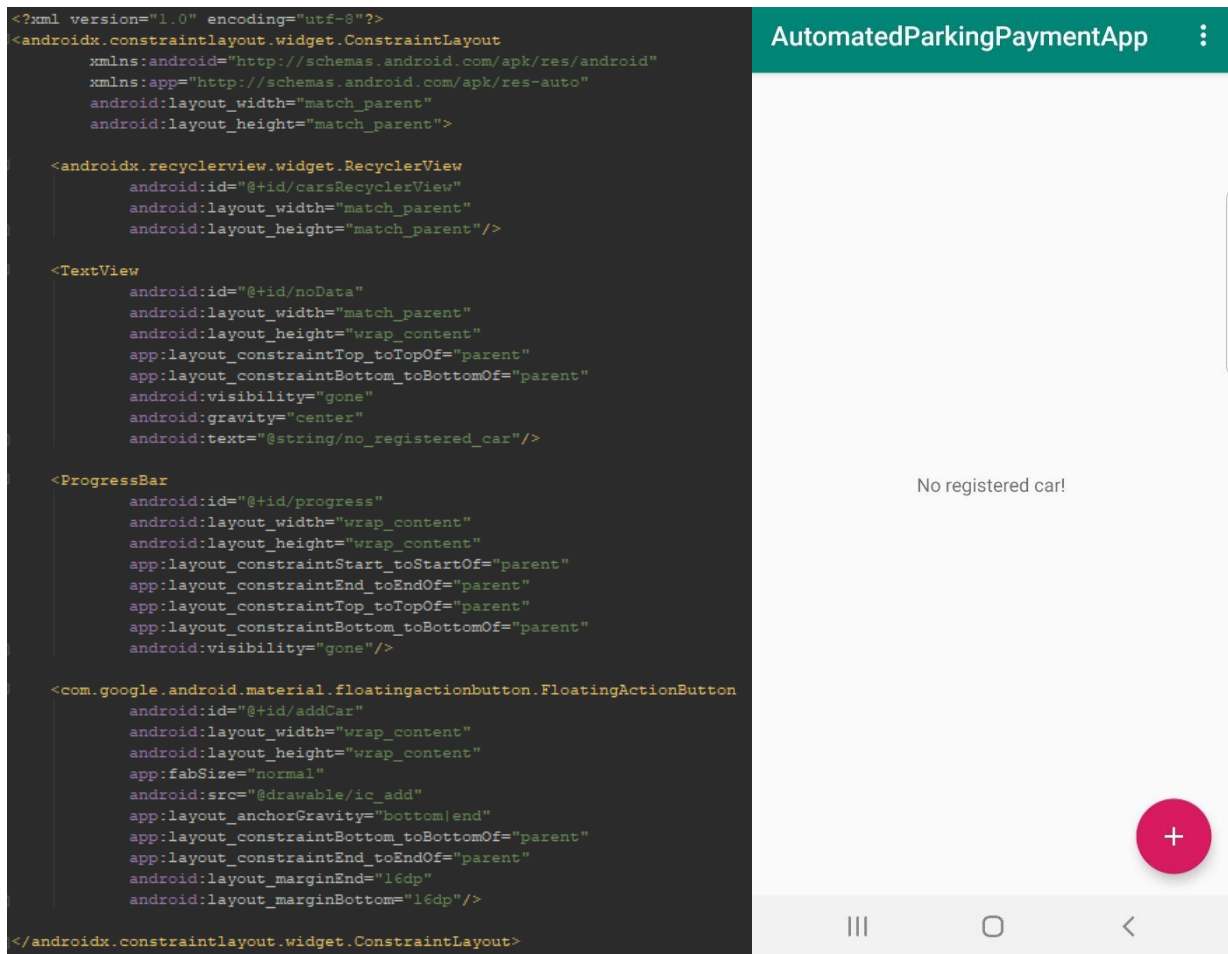 <?xml version="1.0" encoding="utf-8"?>
<androidx.constraintlayout.widget.ConstraintLayout
xmlns:android="http://schemas.android.com/apk/res/android"
xmlns:app="http://schemas.android.com/apk/res-auto"
android:layout_width="match_parent"
android:layout_height="match_parent">
<androidx.recyclerview.widget.RecyclerView
android:id="@+id/carsRecyclerView"
android:layout_width="match_parent"
android:layout_height="match_parent"/>
<TextView
android:id="@+id/noData"
android:layout_width="match_parent"
android:layout_height="wrap_content"
app:layout_constraintTop_toTopOf="parent"
app:layout_constraintBottom_toBottomOf="parent"
android:visibility="gone"
android:gravity="center"
android:text="@string/no_registered_car"/>
<ProgressBar
android:id="@+id/progress"
android:layout_width="wrap_content"
android:layout_height="wrap_content"
app:layout_constraintStart_toStartOf="parent"
app:layout_constraintEnd_toEndOf="parent"
app:layout_constraintTop_toTopOf="parent"
app:layout_constraintBottom_toBottomOf="parent"
android:visibility="gone"/>
<com.google.android.material.floatingactionbutton.FloatingActionButton
android:id="@+id/addCar"
android:layout_width="wrap_content"
android:layout_height="wrap_content"
app:fabSize="normal"
android:src="@drawable/ic_add"
app:layout_anchorGravity="bottom|end"
app:layout_constraintBottom_toBottomOf="parent"
app:layout_constraintEnd_toEndOf="parent"
android:layout_marginEnd="16dp"
android:layout_marginBottom="16dp"/>
</androidx.constraintlayout.widget.ConstraintLayout>
AutomatedParkingPaymentApp
No registered car!